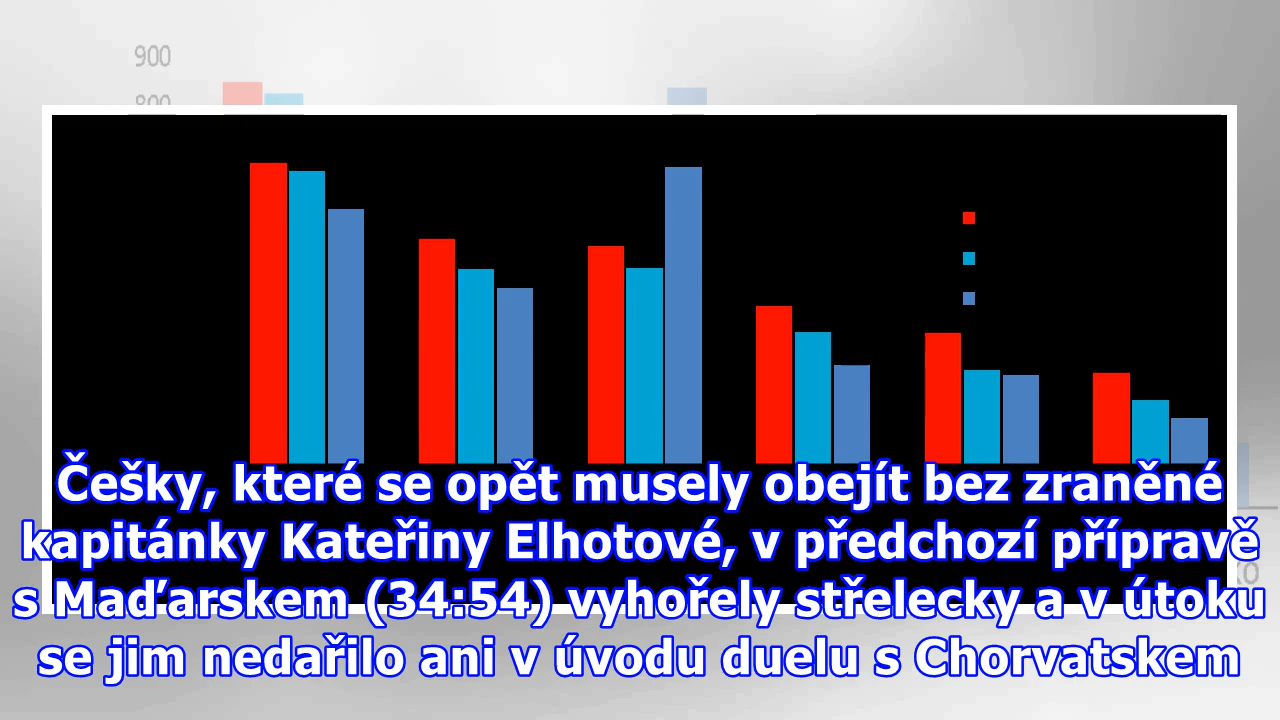 900
800
Češky, které se opět musely obejít bez zraněné
kapitánky Kateřiny Elhotové, v předchozí přípravě
s Maďarskem (34:54) vyhořely střelecky a v útoku
se jim nedařilo ani v úvodu duelu s Chorvatskem